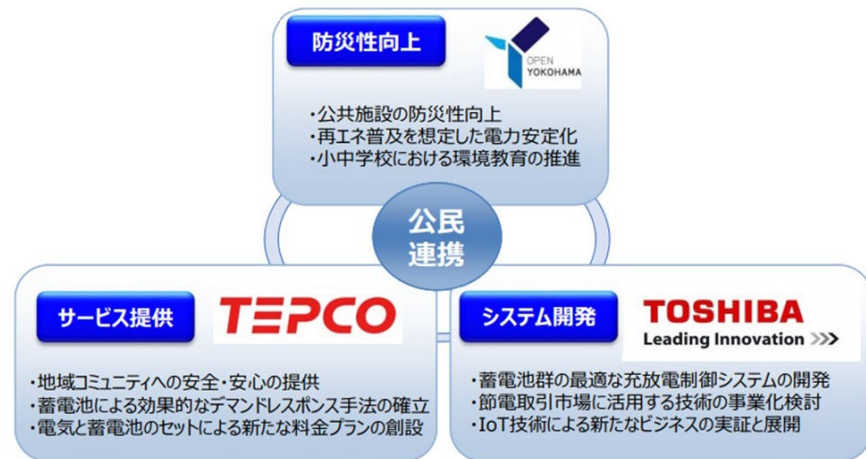 防災性向上
OPEN
YOKOHAMA
・公共施設の防災性向上
・再エネ普及を想定した電力安定化
・小中学校における環境教育の推進
公民
連携
サービス提供
TEPCO
・地域コミュニティへの安全・安心の提供
・蓄電池による効果的なデマンドレスポンス手法の確立
・電気と蓄電池のセットによる新たな料金プランの創設
システム開発
TOSHIBA
Leading Innovation >>>
・蓄電池群の最適な充放電制御システムの開発
・節電取引市場に活用する技術の事業化検討
・IoT技術による新たなビジネスの実証と展開